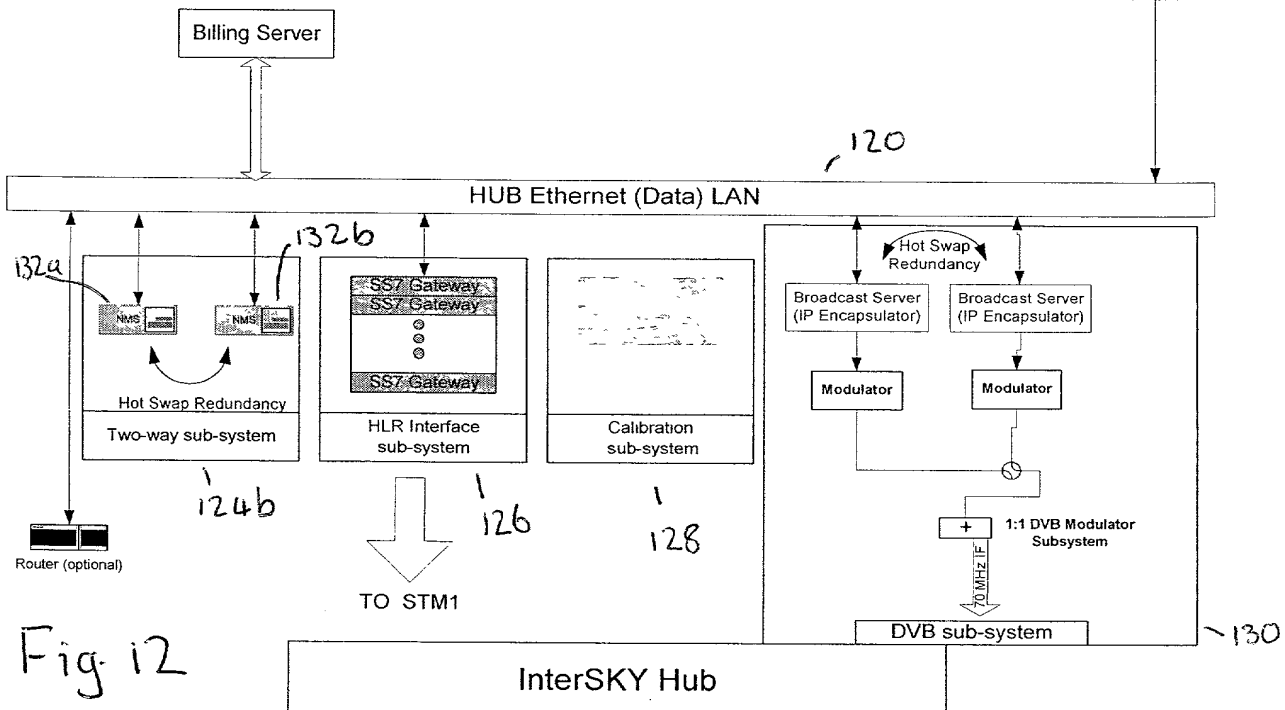 Billing Server
120
HUB Ethernet (Data) LAN
132a
132b
NMS
NMS
Hot Swap Redundancy
Two-way sub-system
124b
SS7 Gateway
SS7 Gateway
SS7 Gateway
HLR Interface
sub-system
126
Calibration
sub-system
128
Hot Swap
Redundancy
Broadcast Server
(IP Encapsulator)
Broadcast Server
(IP Encapsulator)
Modulator
Modulator
+
1:1 DVB Modulator
Subsystem
70 MHz IF
DVB sub-system
130
Router (optional)
TO STM1
Fig. 12
InterSKY Hub